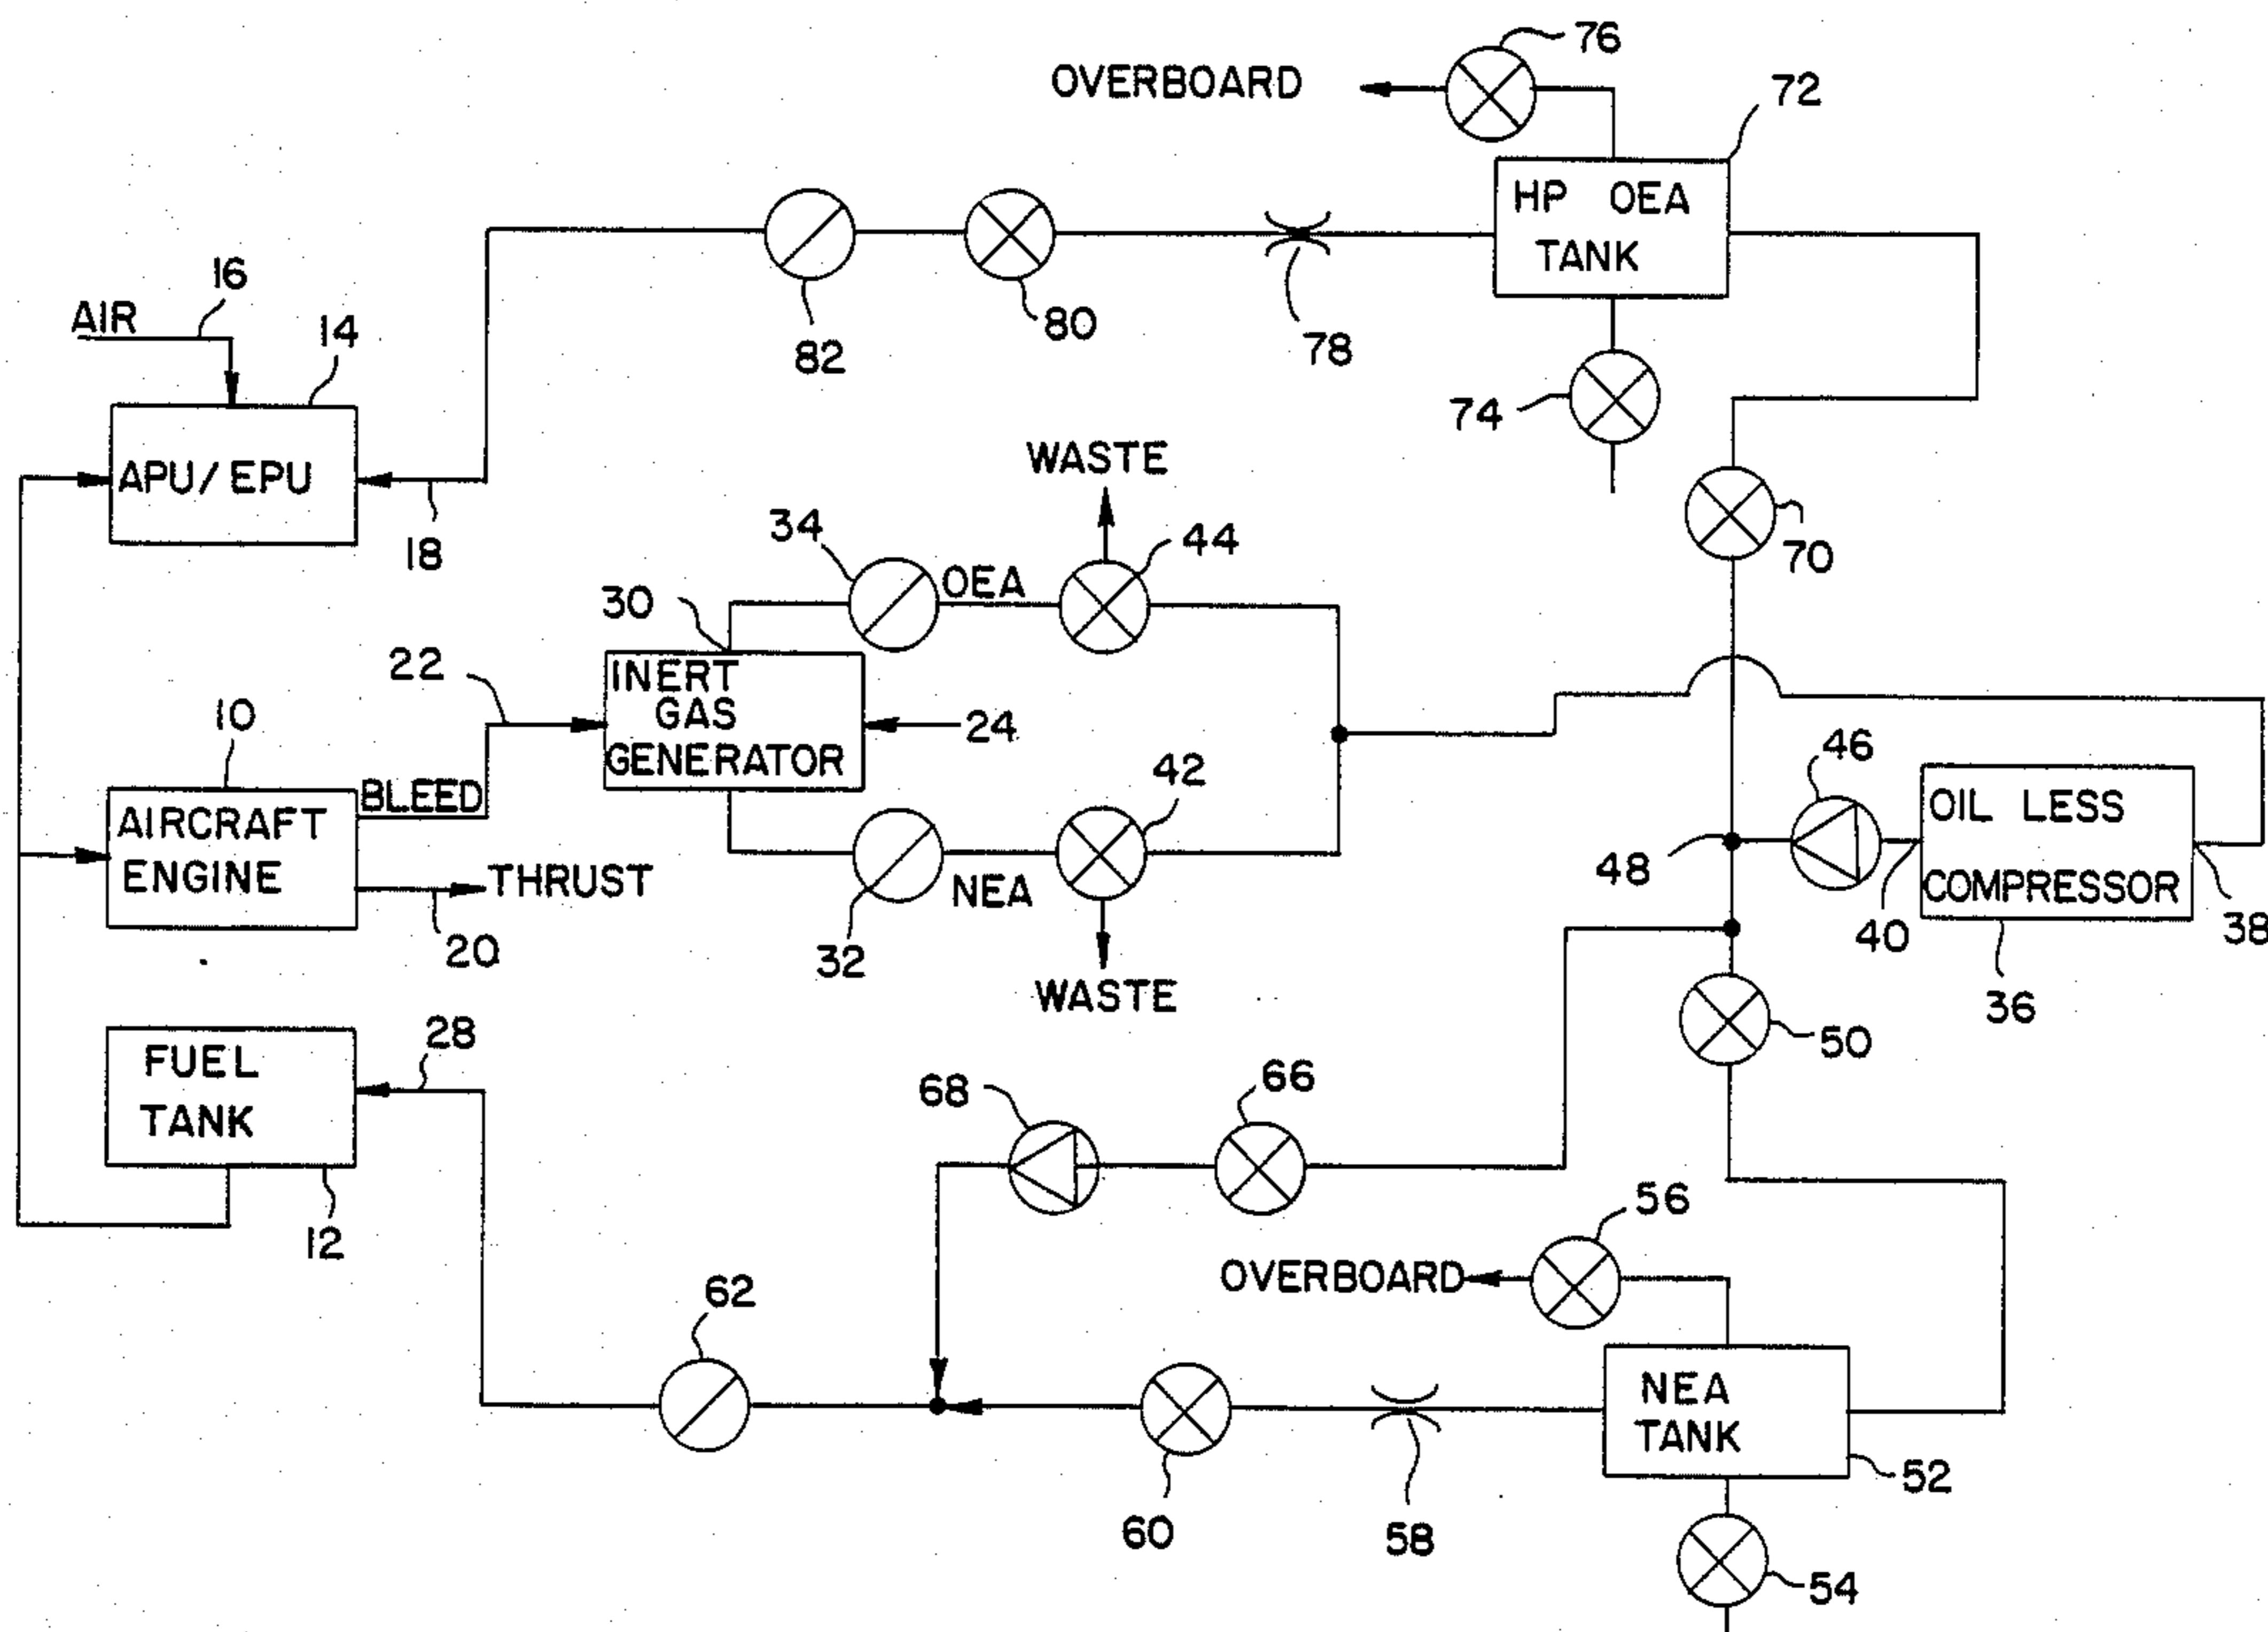 76
OVERBOARD
72
HP OEA
TANK
16
AIR
14
82
80
78
74
APU/EPU
18
WASTE
34
OEA
44
70
30
22
INERT
GAS
GENERATOR
24
10
BLEED
42
46
AIRCRAFT
ENGINE
OIL LESS
COMPRESSOR
48
40
38
THRUST
NEA
20
32
WASTE
36
28
50
FUEL
TANK
68
66
12
56
62
OVERBOARD
NEA
TANK
52
60
58
54